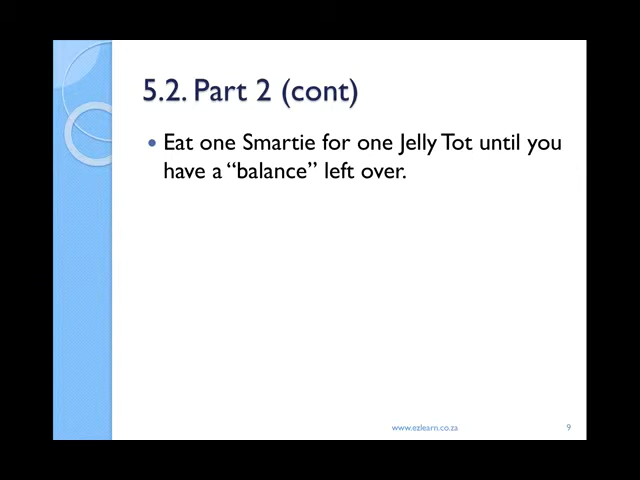 5.2. Part 2 (cont)
• Eat one Smartie for one Jelly Tot until you
have a “balance” left over.
www.ezlearn.co.za 9